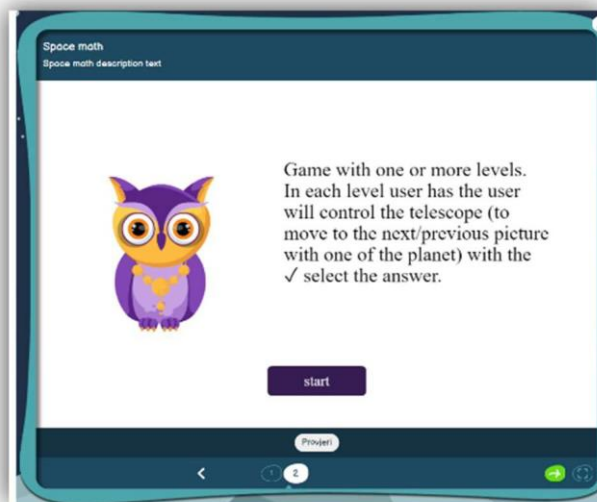 Space math
Space math description text
Game with one or more levels.
In each level user has the user
will control the telescope (to
move to the next/previous picture
with one of the planet) with the
✓ select the answer.
start
Provjeri
1
2